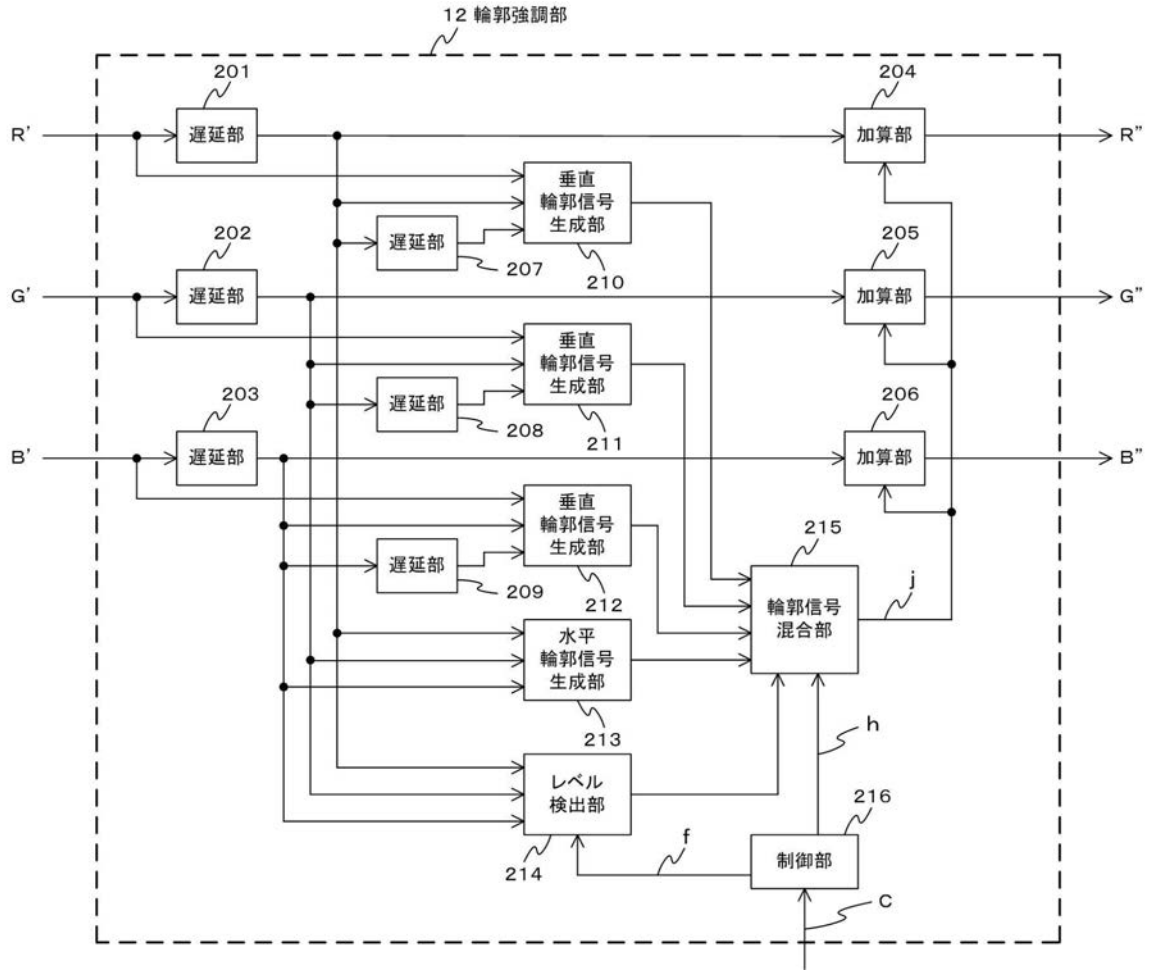 12 輪郭強調部
201
204
R'
遅延部
加算部
R"
垂直
輪郭信号
生成部
遅延部
207
210
202
205
G'
遅延部
加算部
G"
垂直
輪郭信号
生成部
遅延部
208
211
203
206
B'
遅延部
加算部
B"
垂直
輪郭信号
生成部
遅延部
209
212
215
輪郭信号
混合部
j
水平
輪郭信号
生成部
213
h
レベル
検出部
214
216
制御部
f
C